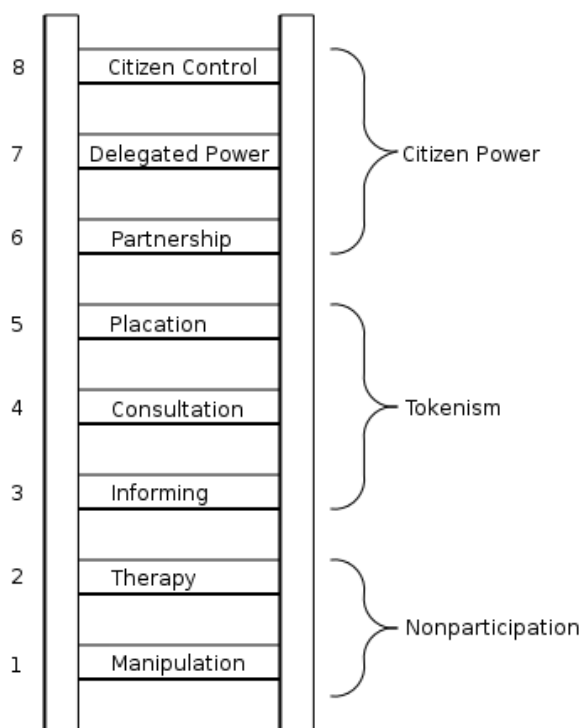 8 Citizen Control
7 Delegated Power Citizen Power
6 Partnership
5 Placation
4 Consultation Tokenism
3 Informing
2 Therapy
Nonparticipation
1 Manipulation